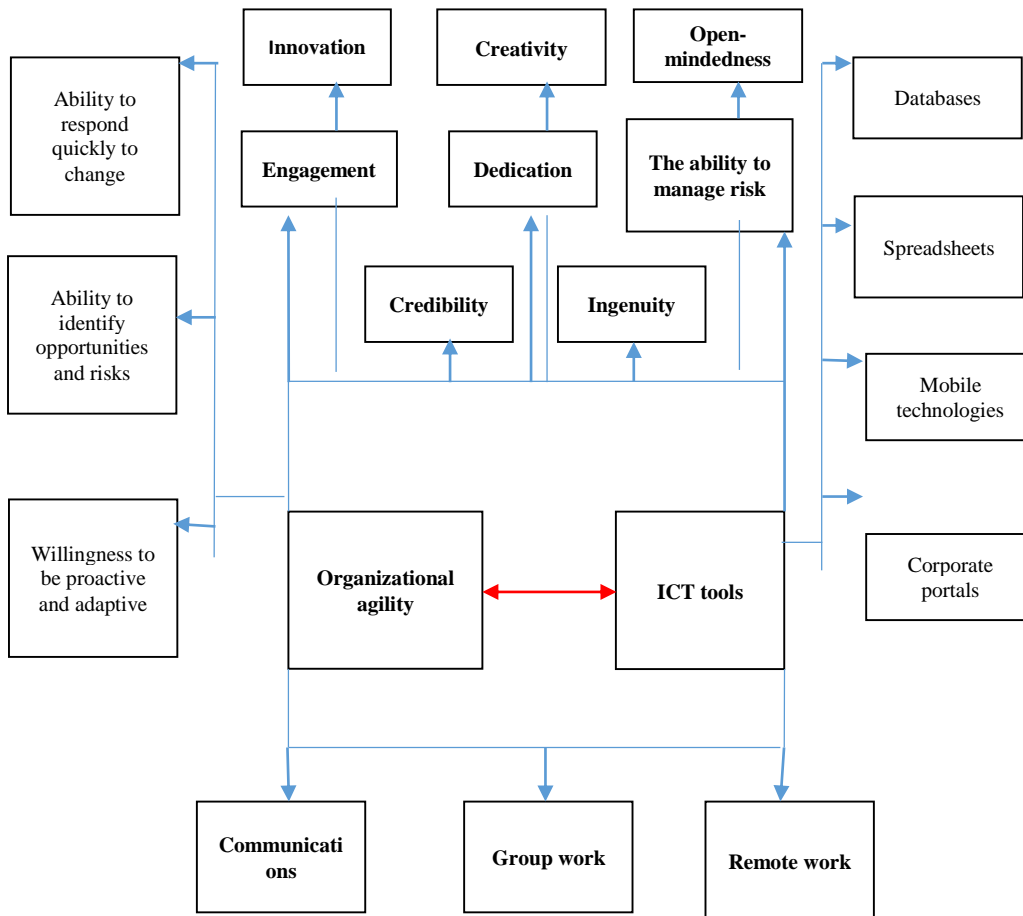 Innovation
Creativity
Open-
mindedness
Ability to
respond
quickly to
change
Engagement
Dedication
The ability to
manage risk
Databases
Spreadsheets
Ability to
identify
opportunities
and risks
Credibility
Ingenuity
Mobile
technologies
Willingness to
be proactive
and adaptive
Organizational
agility
ICT tools
Corporate
portals
Communicati
ons
Group work
Remote work